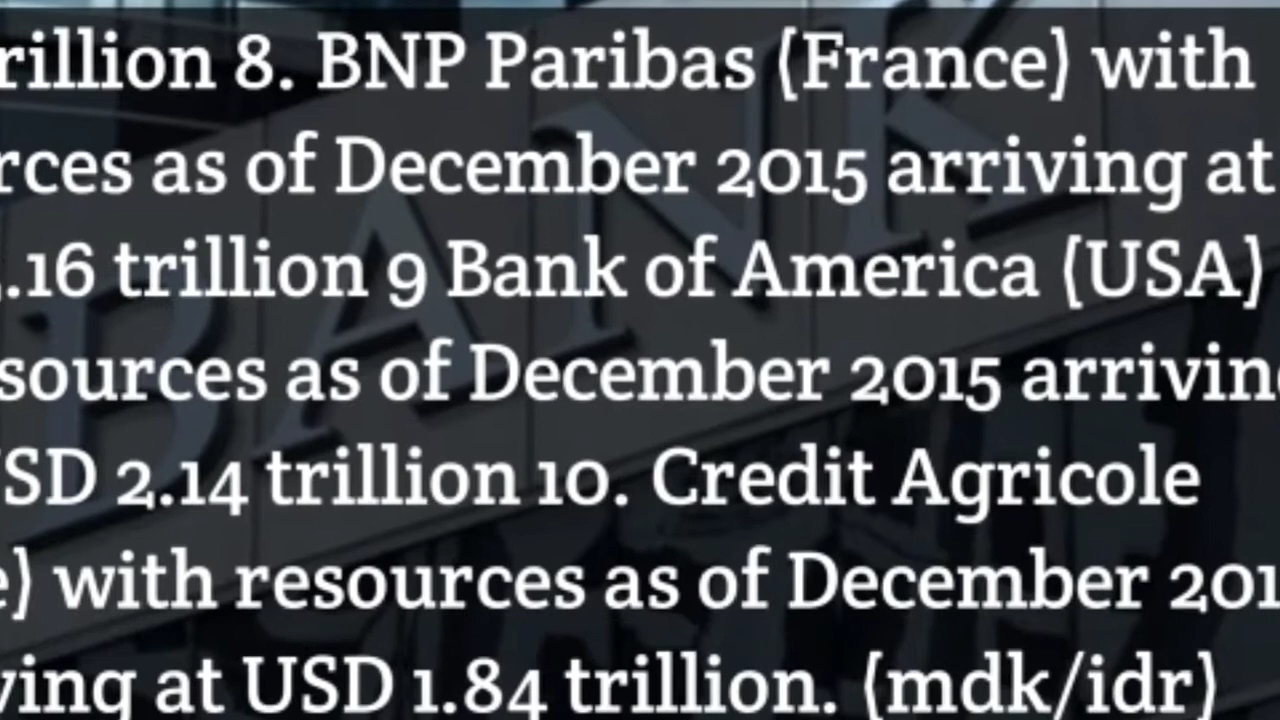 rillion 8. BNP Paribas (France) with
rces as of December 2015 arriving at
.16 trillion 9 Bank of America (USA)
sources as of December 2015 arriving
SD 2.14 trillion 10. Credit Agricole
e) with resources as of December 201
ving at USD 1.84 trillion. (mdk/idr)
BANK